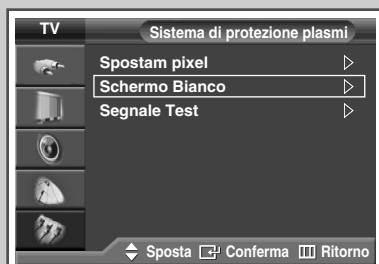 TV
Sistema di protezione plasmi
Spostam pixel
Schermo Bianco
Segnale Test
Sposta Conferma Ritorno